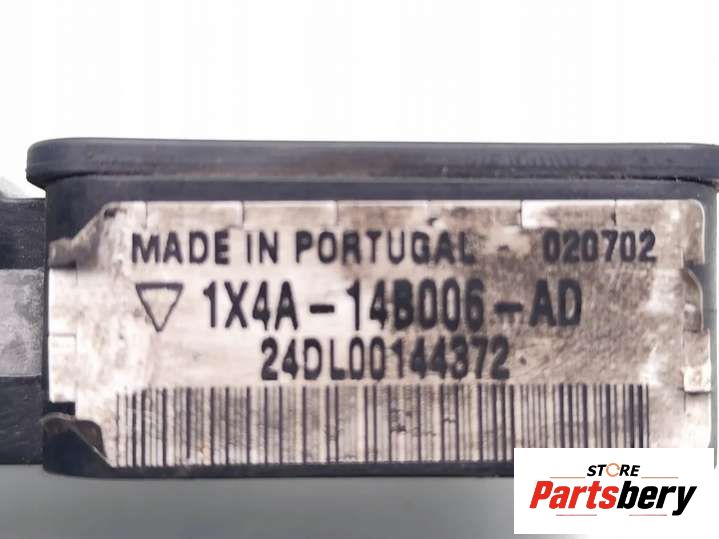 MADE IN PORTUGAL 020702
1X4A-14B006-AD
24DL00144372
STORE
Partsbery